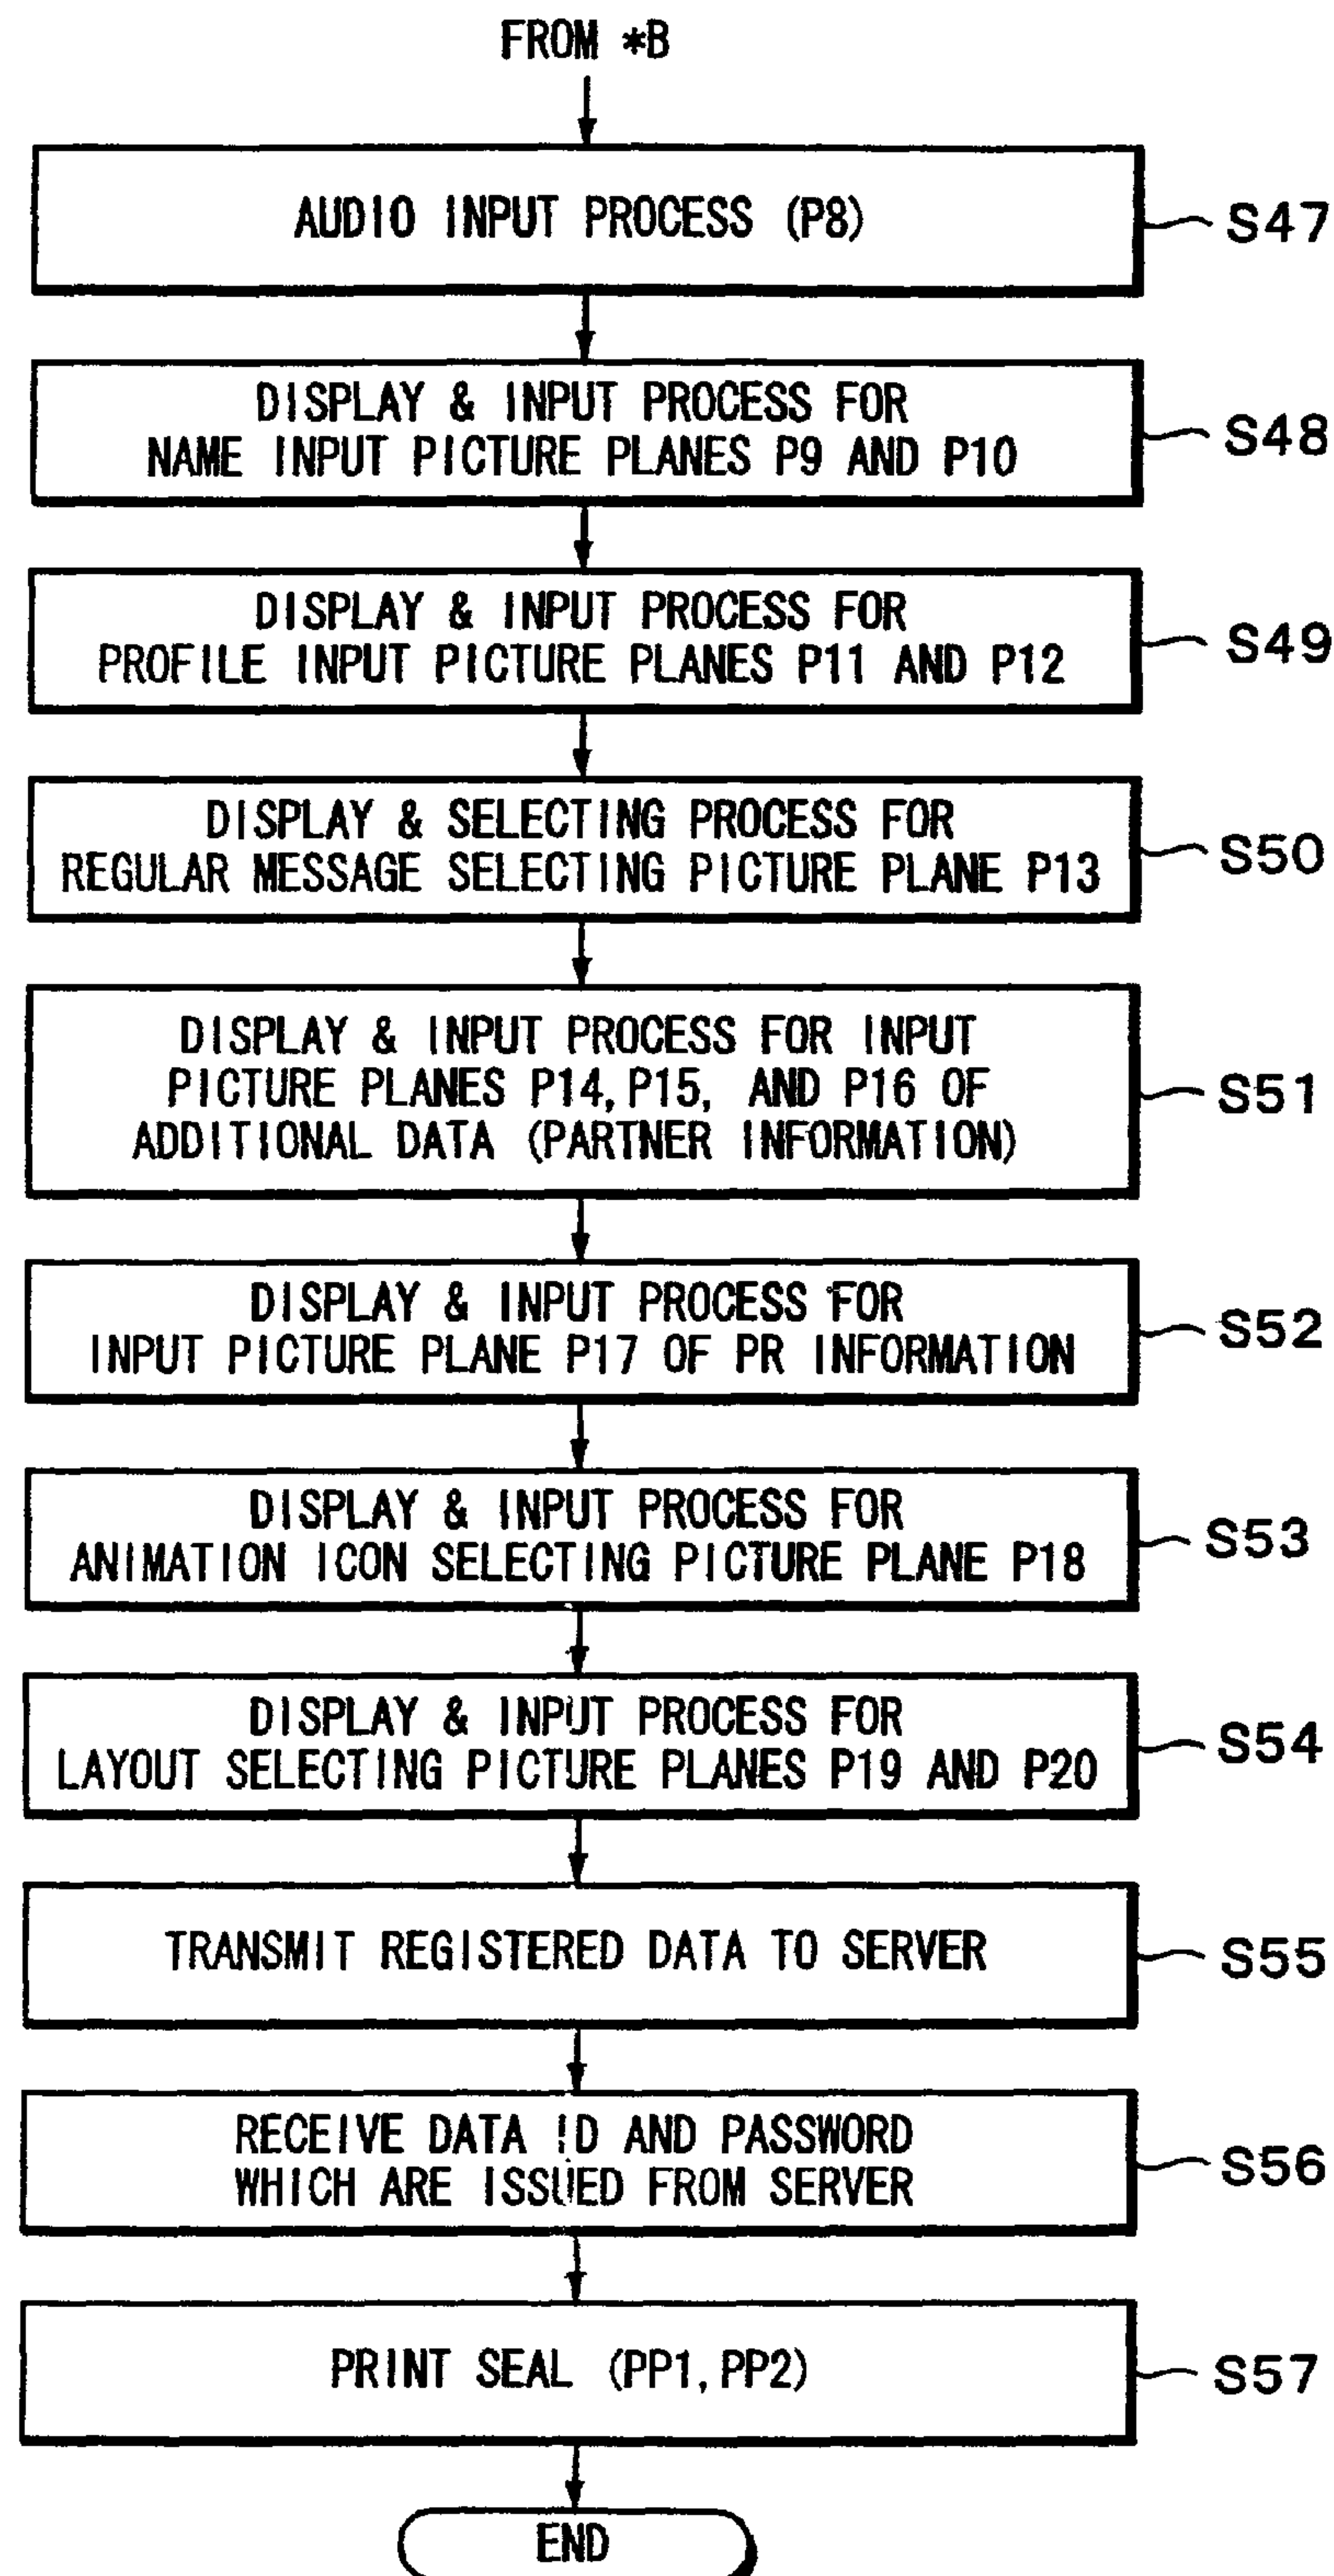 FROM *B
AUDIO INPUT PROCESS (P8)
S47
DISPLAY & INPUT PROCESS FOR
NAME INPUT PICTURE PLANES P9 AND P10
S48
DISPLAY & INPUT PROCESS FOR
PROFILE INPUT PICTURE PLANES P11 AND P12
S49
DISPLAY & SELECTING PROCESS FOR
REGULAR MESSAGE SELECTING PICTURE PLANE P13
S50
DISPLAY & INPUT PROCESS FOR INPUT
PICTURE PLANES P14, P15, AND P16 OF
ADDITIONAL DATA (PARTNER INFORMATION)
S51
DISPLAY & INPUT PROCESS FOR
INPUT PICTURE PLANE P17 OF PR INFORMATION
S52
DISPLAY & INPUT PROCESS FOR
ANIMATION ICON SELECTING PICTURE PLANE P18
S53
DISPLAY & INPUT PROCESS FOR
LAYOUT SELECTING PICTURE PLANES P19 AND P20
S54
TRANSMIT REGISTERED DATA TO SERVER
S55
RECEIVE DATA ID AND PASSWORD
WHICH ARE ISSUED FROM SERVER
S56
PRINT SEAL (PP1, PP2)
S57
END